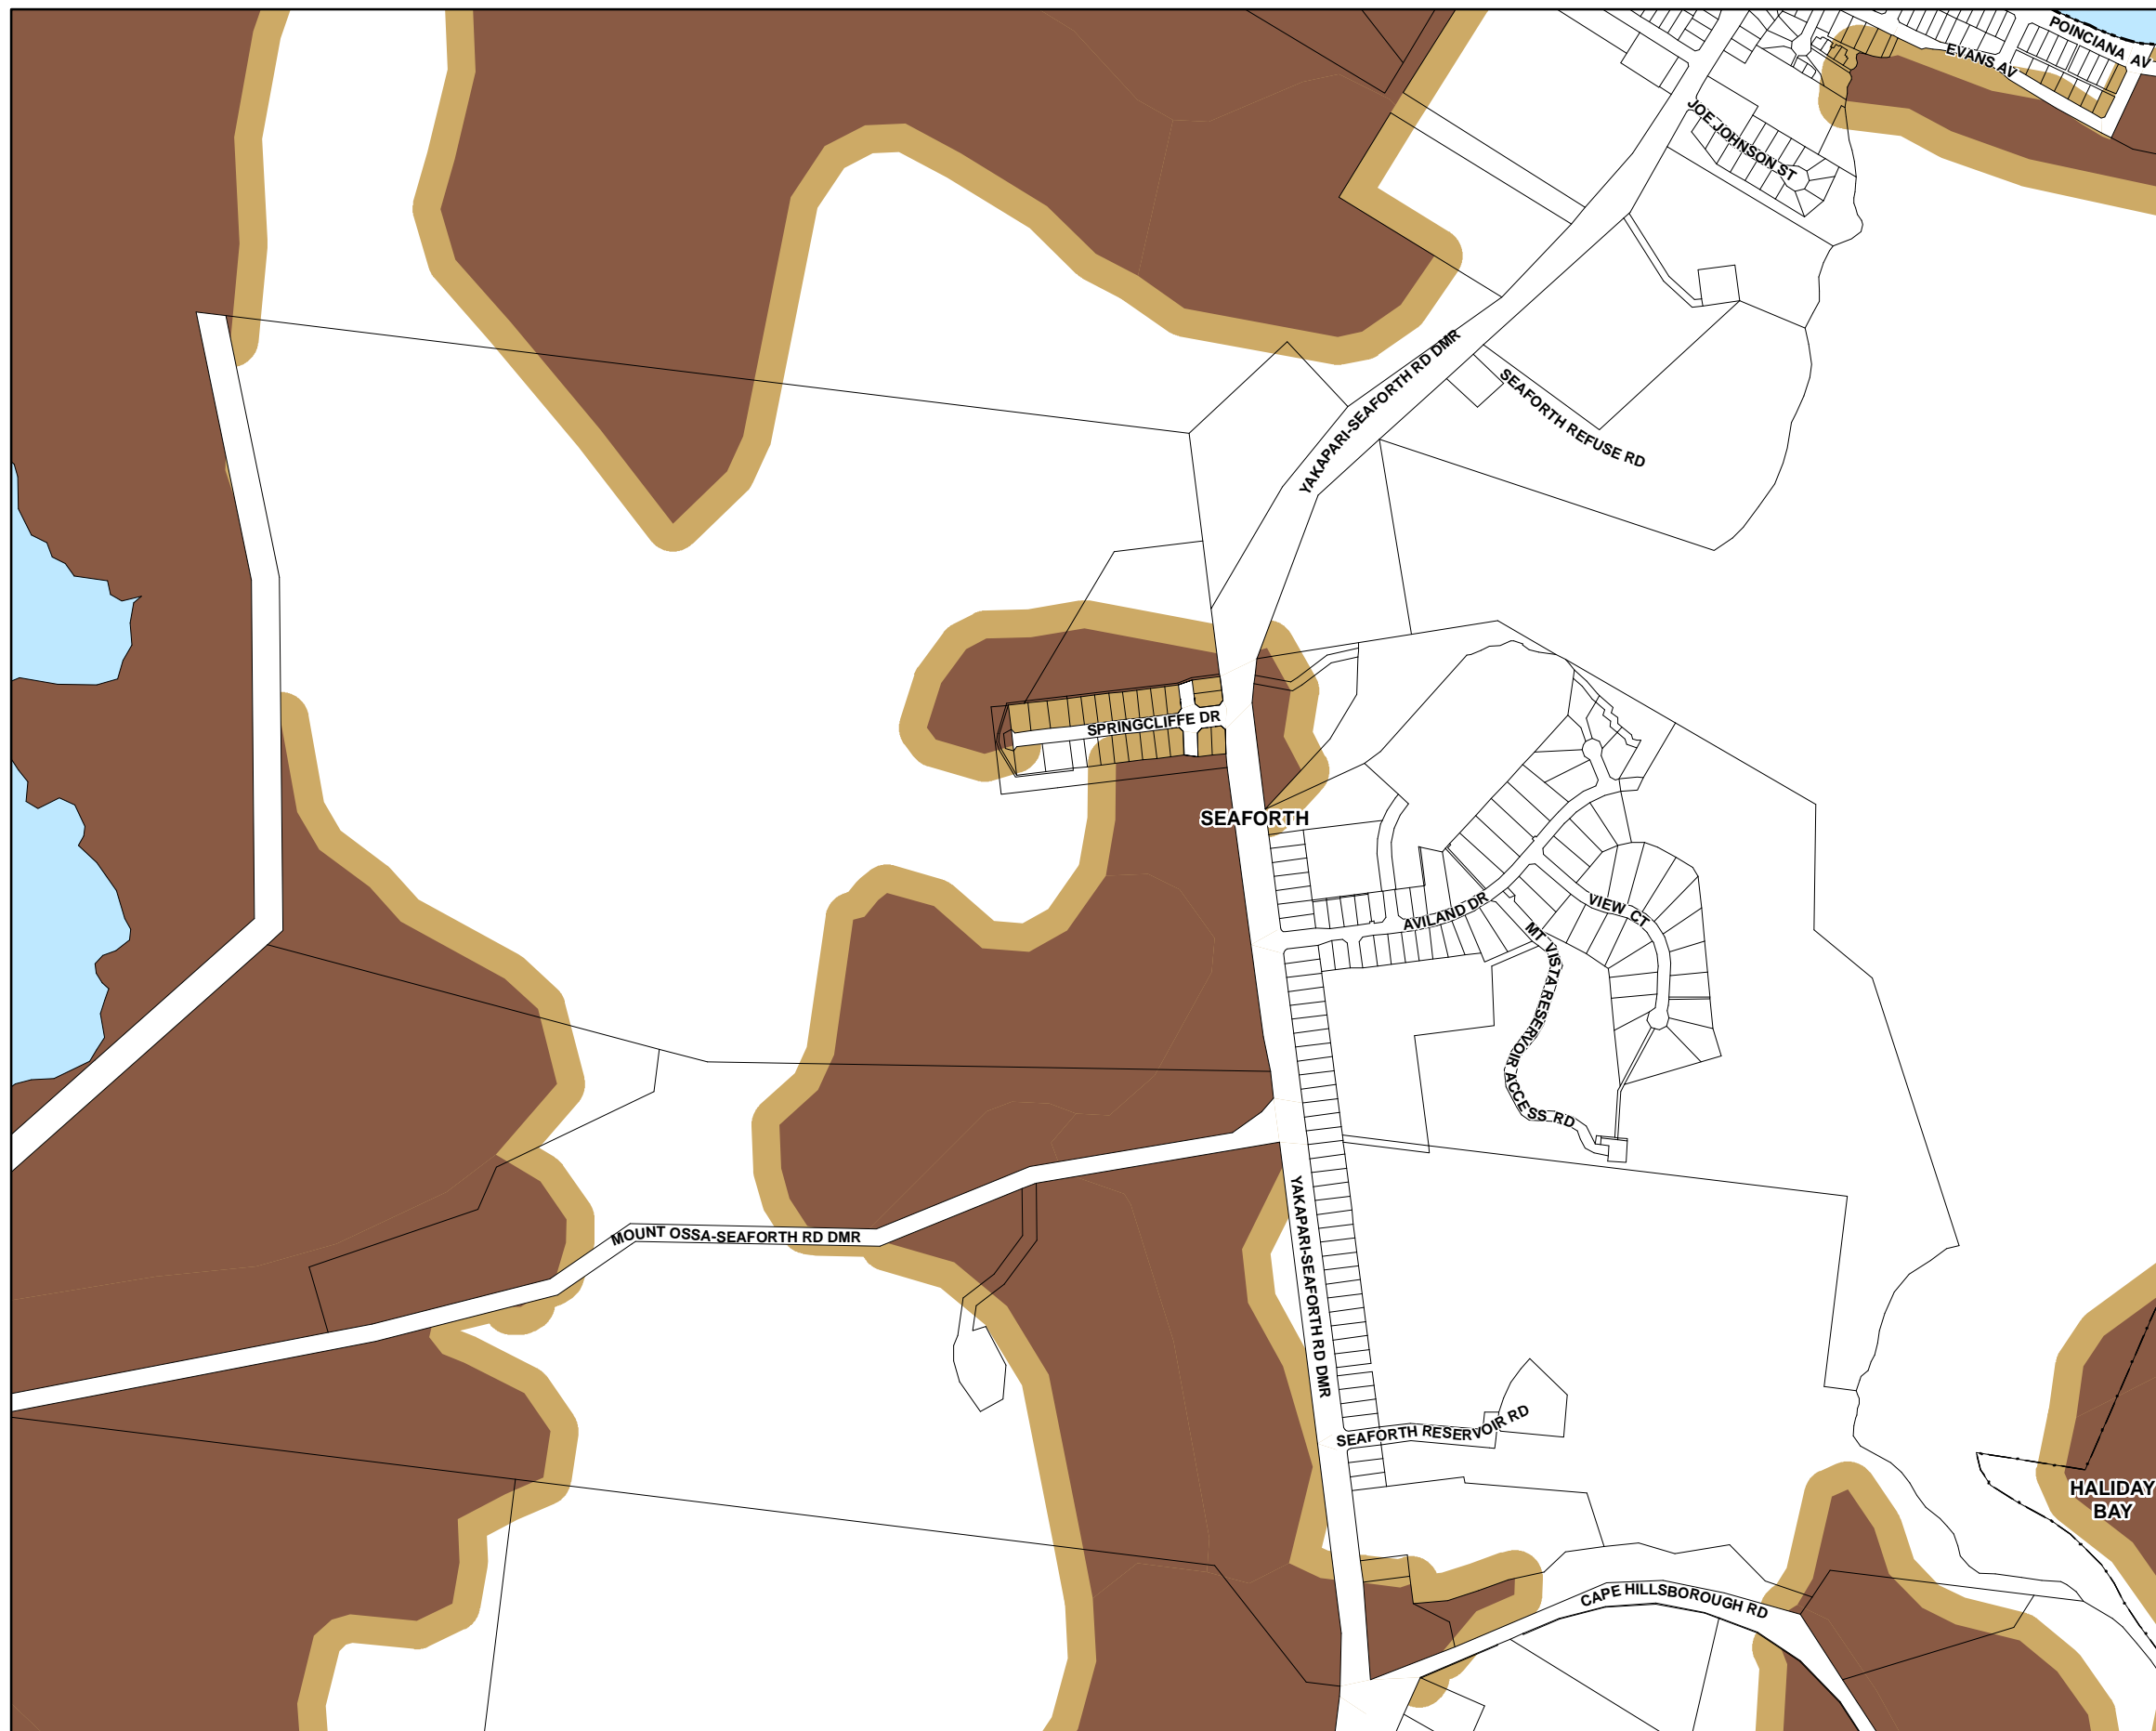 POINCIANA AV
EVANS AV
JOE JOHNSON ST
YAKAPARI-SEAFORTH RD DMR
SEAFORTH REFUSE RD
SPRINGCLIFFE DR
SEAFORTH
AVILAND DR
VIEW CT
MT VISTA RESERVOIR ACCESS RD
MOUNT OSSA-SEAFORTH RD DMR
YAKAPARI-SEAFORTH RD DMR
SEAFORTH RESERVOIR RD
HALIDAY
BAY
CAPE HILLSBOROUGH RD